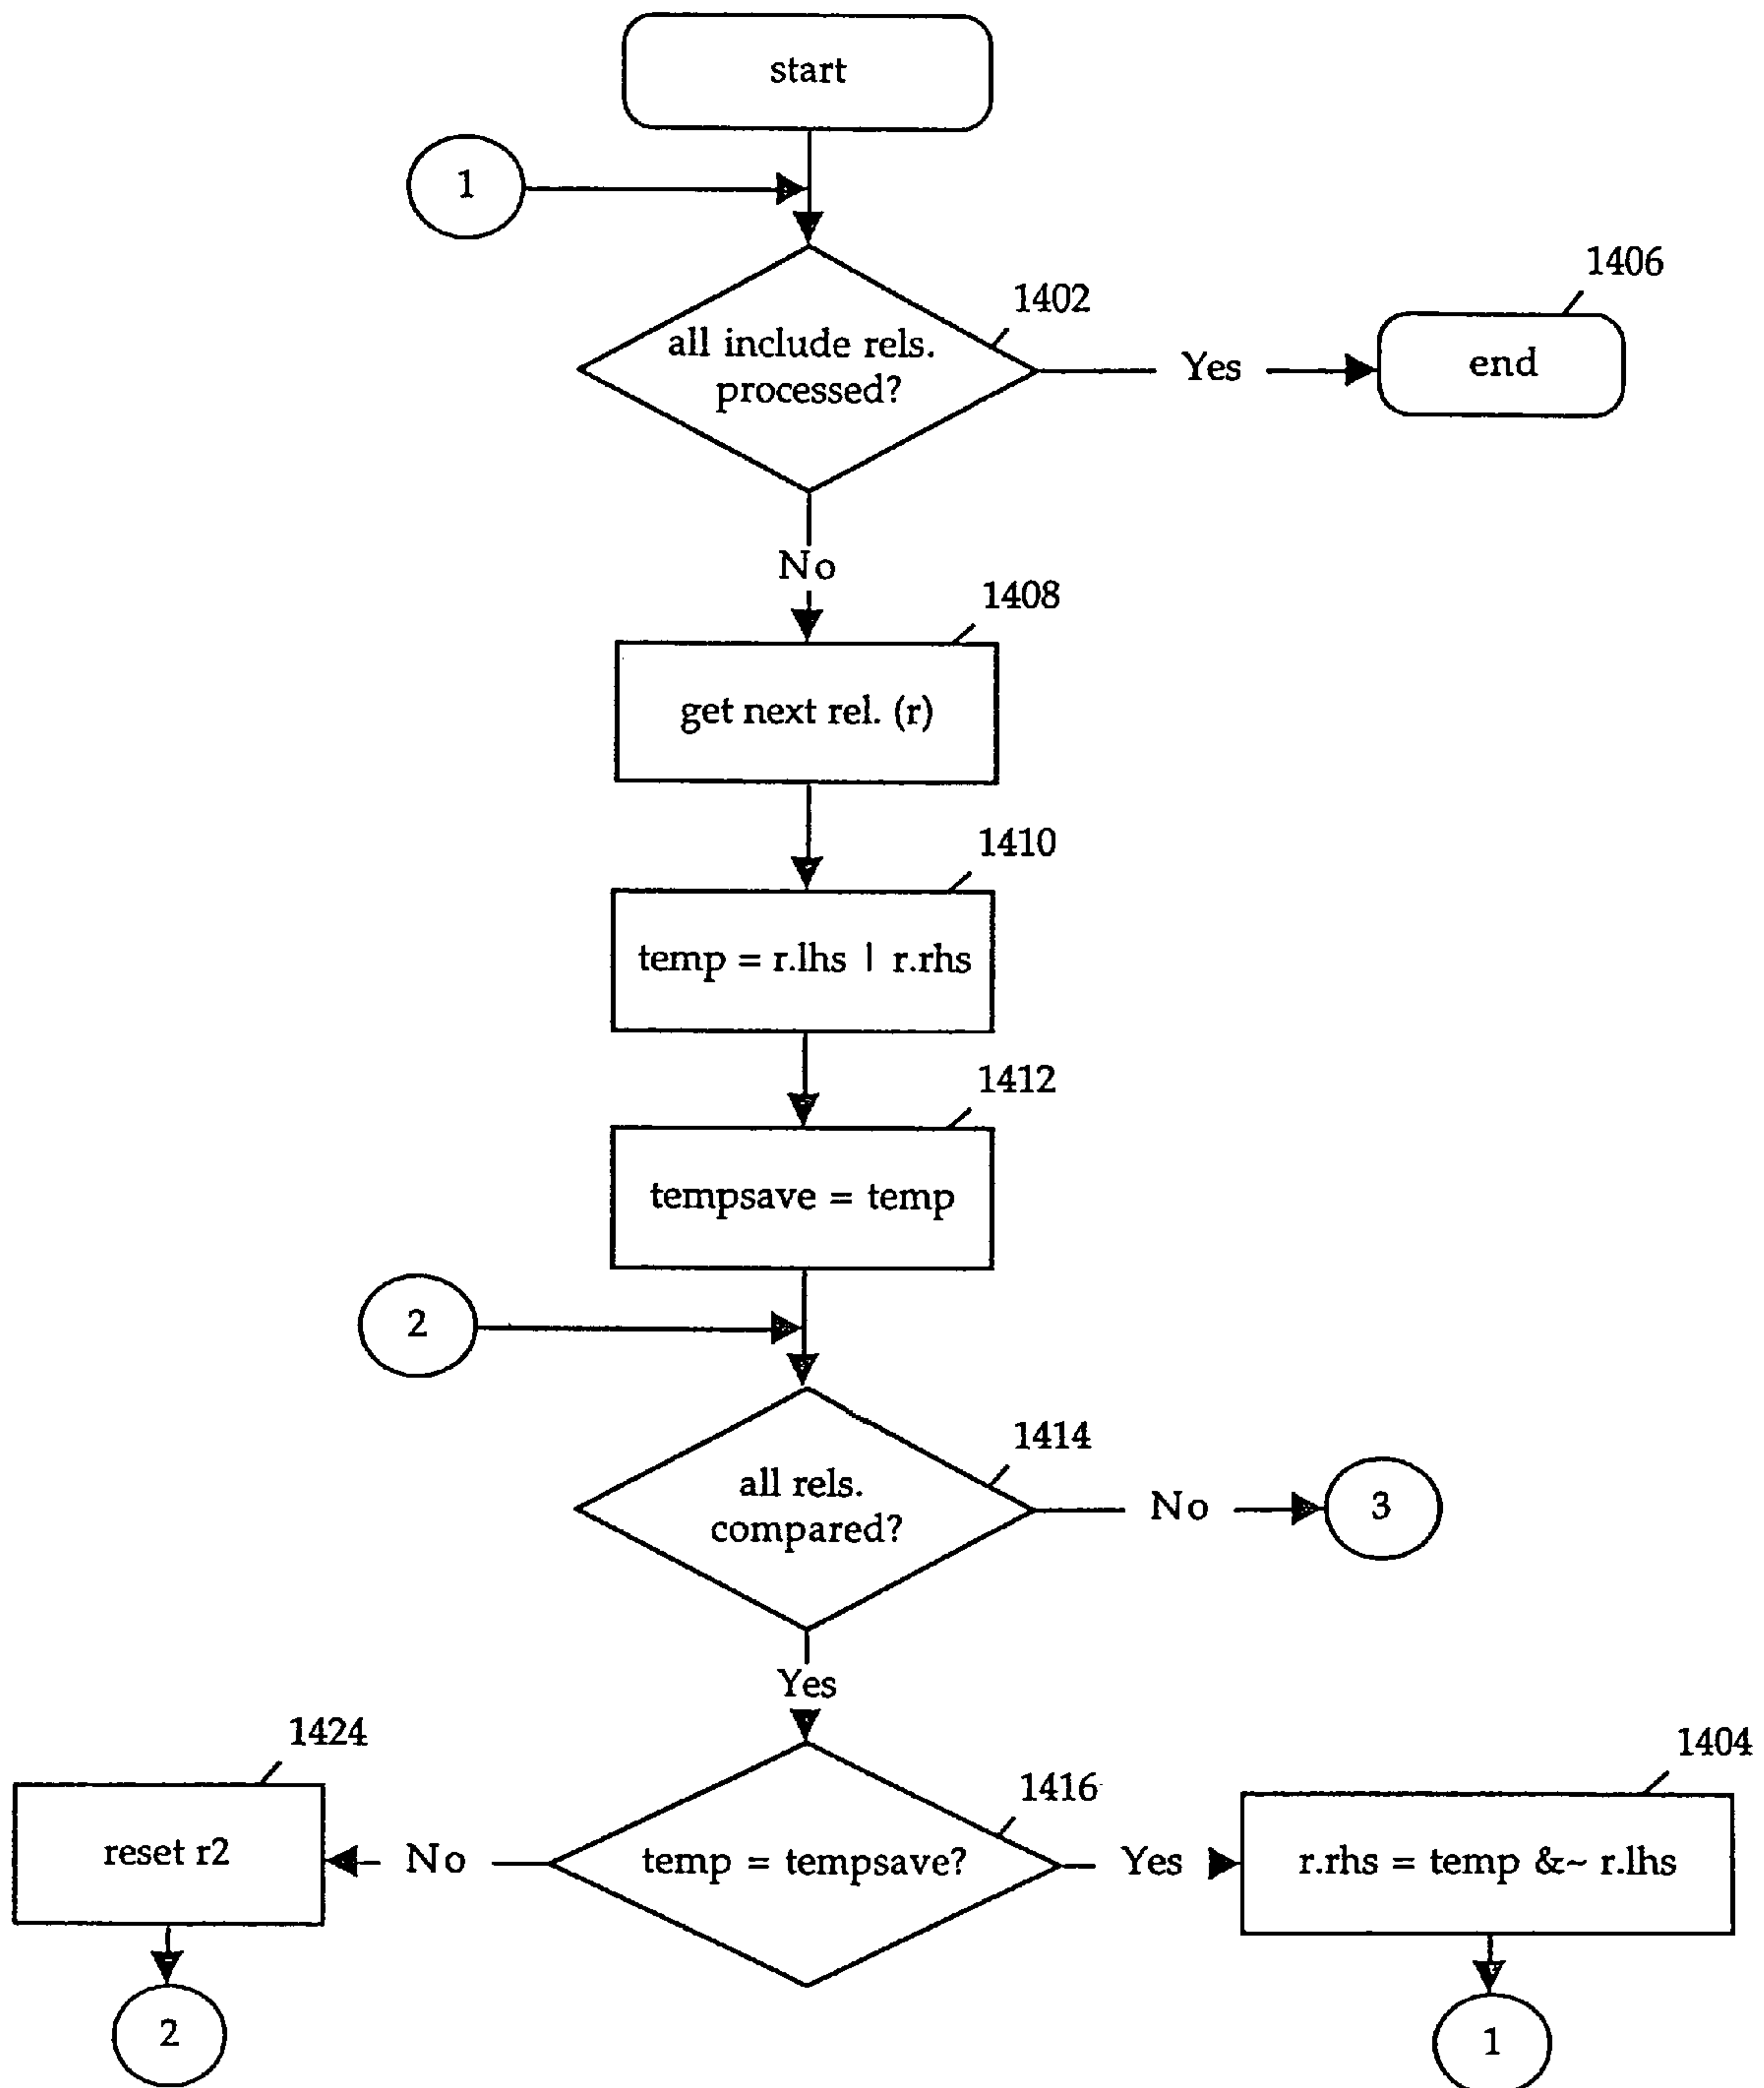 start
1
1402
all include rels.
processed?
Yes
1406
end
No
1408
get next rel. (r)
1410
temp = r.lhs | r.rhs
1412
tempsave = temp
2
1414
all rels.
compared?
No
3
Yes
1424
reset r2
No
1416
temp = tempsave?
Yes
1404
r.rhs = temp &~ r.lhs
2
1